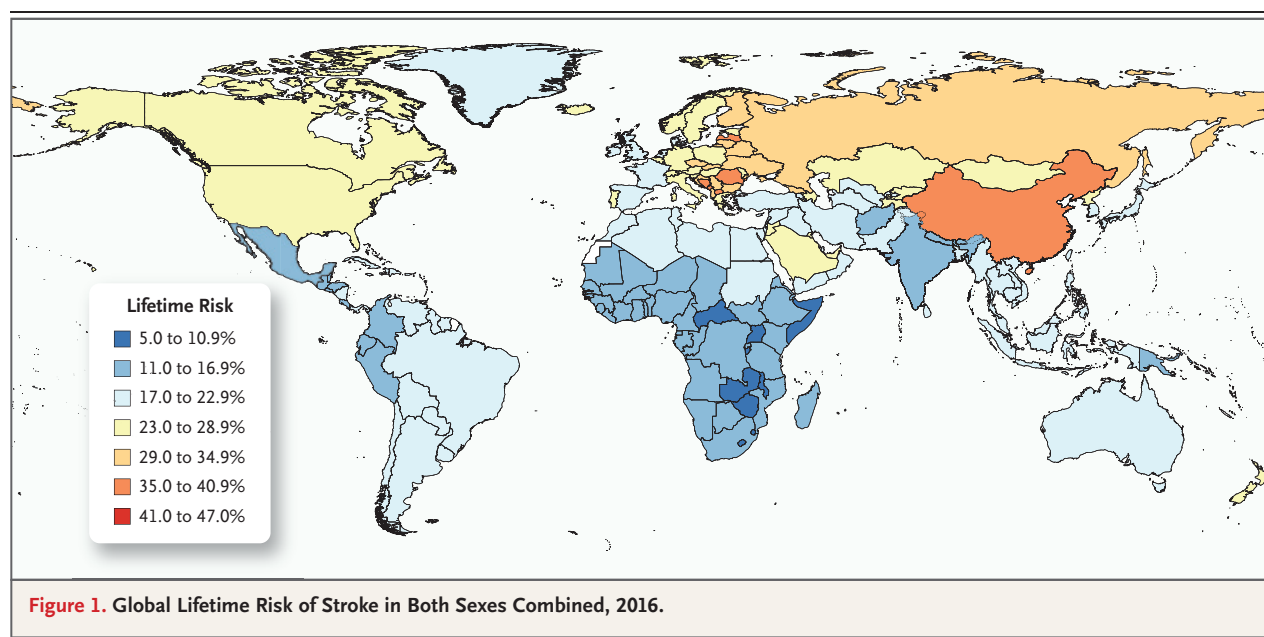 Lifetime Risk
5.0 to 10.9%
11.0 to 16.9%
17.0 to 22.9%
23.0 to 28.9%
29.0 to 34.9%
35.0 to 40.9%
41.0 to 47.0%
Figure 1. Global Lifetime Risk of Stroke in Both Sexes Combined, 2016.